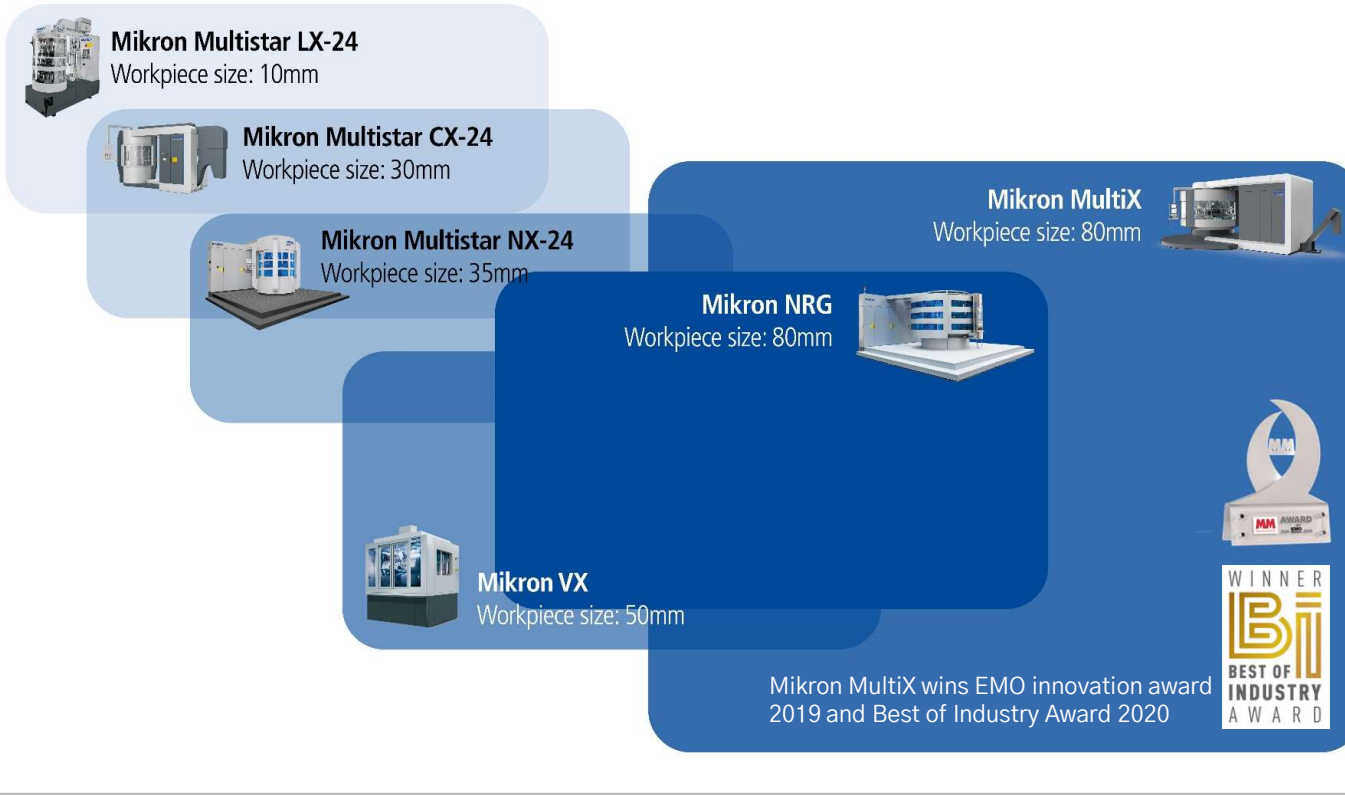 Mikron Multistar LX-24
Workpiece size: 10mm
Mikron Multistar CX-24
Workpiece size: 30mm
Mikron Multistar NX-24
Workpiece size: 35mm
Mikron MultiX
Workpiece size: 80mm
Mikron NRG
Workpiece size: 80mm
Mikron VX
Workpiece size: 50mm
MM
MM AWARD
EMO
WINNER
Bi
BEST OF
INDUSTRY
AWARD
Mikron MultiX wins EMO innovation award
2019 and Best of Industry Award 2020